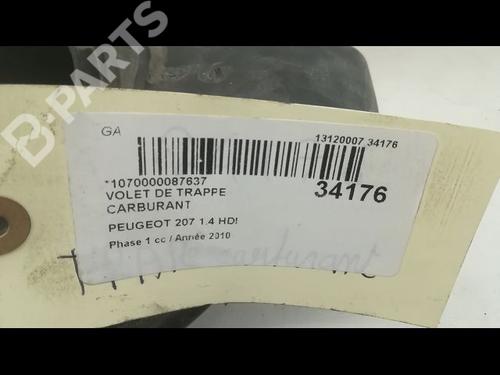 B-PARTS
GA
13120007 34176
*1070000087637
34176
VOLET DE TRAPPE
CARBURANT
PEUGEOT 207 1.4 HDI
Phase 1 cc / Année 2010
carburant